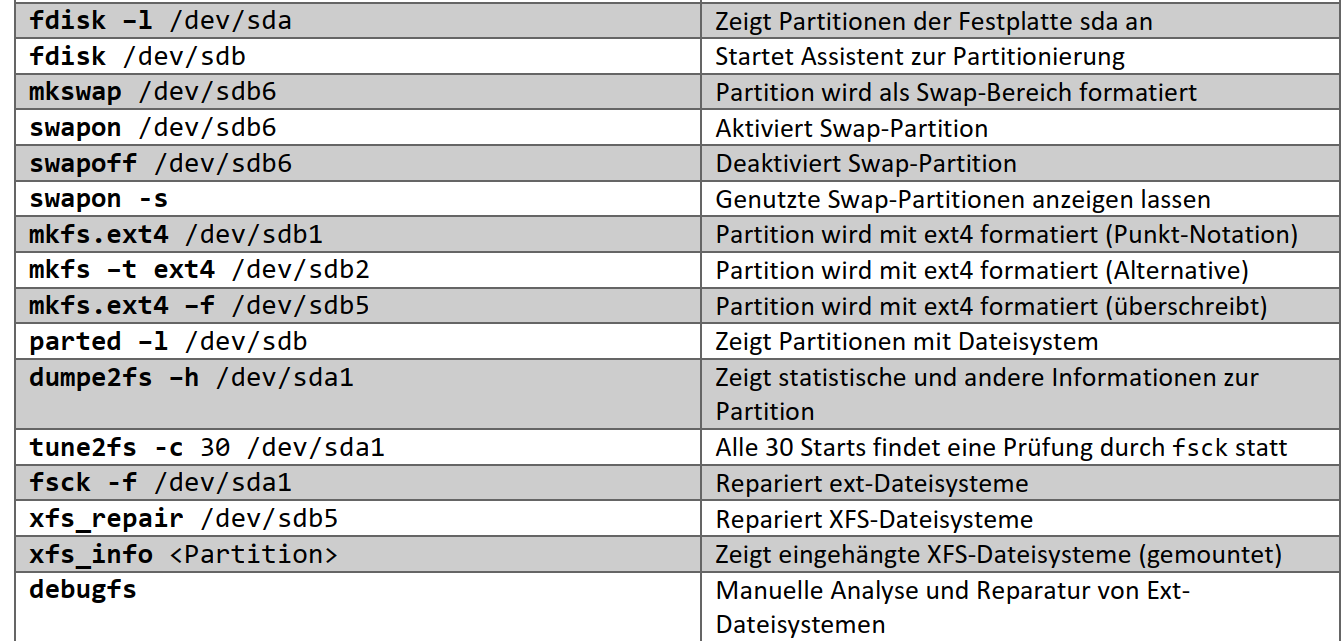 fdisk –l /dev/sda Zeigt Partitionen der Festplatte sda an
fdisk /dev/sdb Startet Assistent zur Partitionierung
mkswap /dev/sdb6 Partition wird als Swap-Bereich formatiert
swapon /dev/sdb6 Aktiviert Swap-Partition
swapoff /dev/sdb6 Deaktiviert Swap-Partition
swapon -s Genutzte Swap-Partitionen anzeigen lassen
mkfs.ext4 /dev/sdb1 Partition wird mit ext4 formatiert (Punkt-Notation)
mkfs –t ext4 /dev/sdb2 Partition wird mit ext4 formatiert (Alternative)
mkfs.ext4 –f /dev/sdb5 Partition wird mit ext4 formatiert (überschreibt)
parted –l /dev/sdb Zeigt Partitionen mit Dateisystem
dumpe2fs –h /dev/sda1 Zeigt statistische und andere Informationen zur
Partition
tune2fs -c 30 /dev/sda1 Alle 30 Starts findet eine Prüfung durch fsck statt
fsck -f /dev/sda1 Repariert ext-Dateisysteme
xfs_repair /dev/sdb5 Repariert XFS-Dateisysteme
xfs_info <Partition> Zeigt eingehängte XFS-Dateisysteme (gemountet)
debugfs Manuelle Analyse und Reparatur von Ext-
Dateisystemen